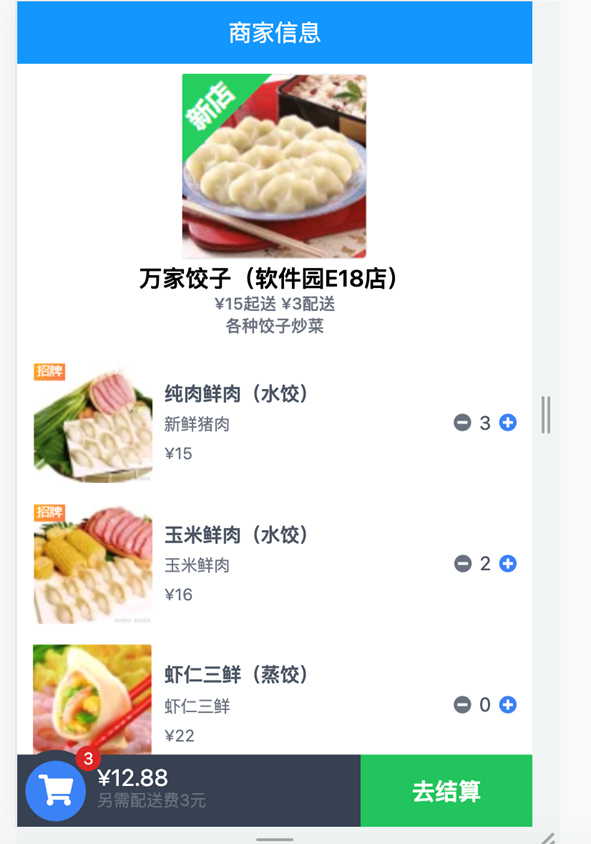 商家信息
新店
万家饺子（软件园E18店）
¥15起送 ¥3配送
各种饺子炒菜
招牌
纯肉鲜肉（水饺）
新鲜猪肉
3
¥15
招牌
玉米鲜肉（水饺）
玉米鲜肉
2
¥16
虾仁三鲜（蒸饺）
虾仁三鲜
0
¥22
3
¥12.88
另需配送费3元
去结算